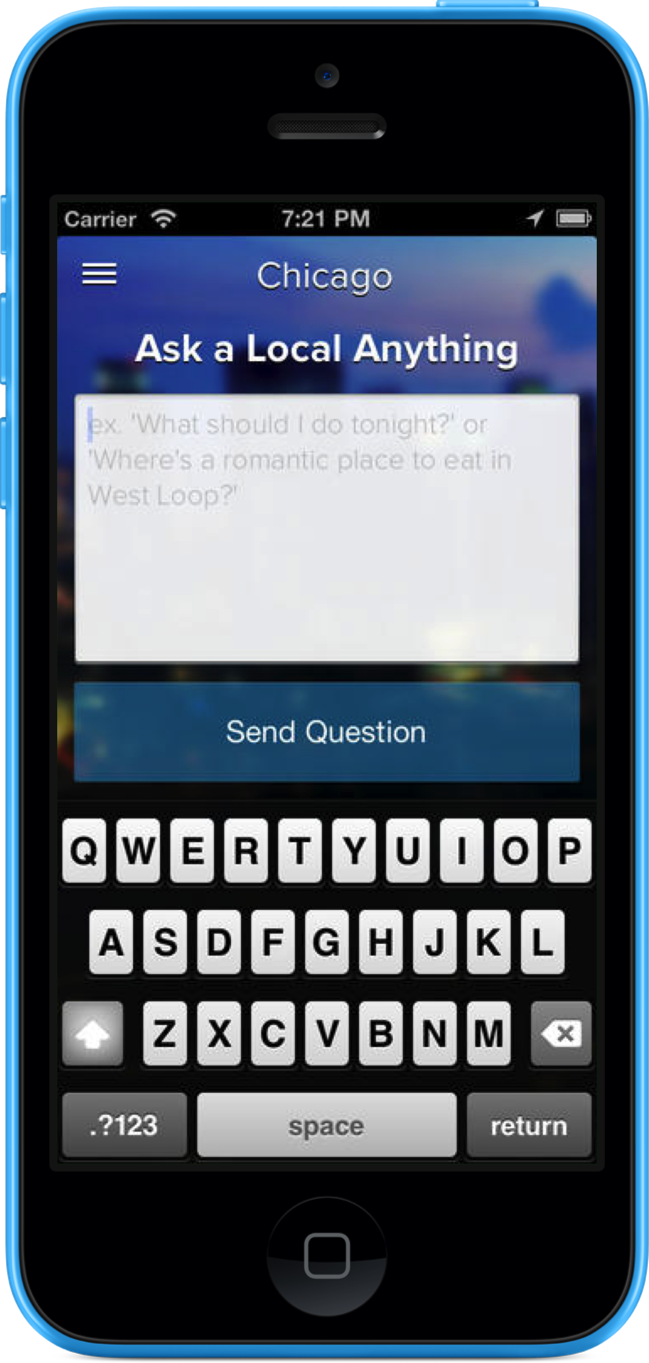 Carrier 7:21 PM
Chicago
Ask a Local Anything
ex. 'What should I do tonight?' or
'Where's a romantic place to eat in
West Loop?'
Send Question
Q W E R T Y U I O P
A S D F G H J K L
Z X C V B N M
.?123 space return